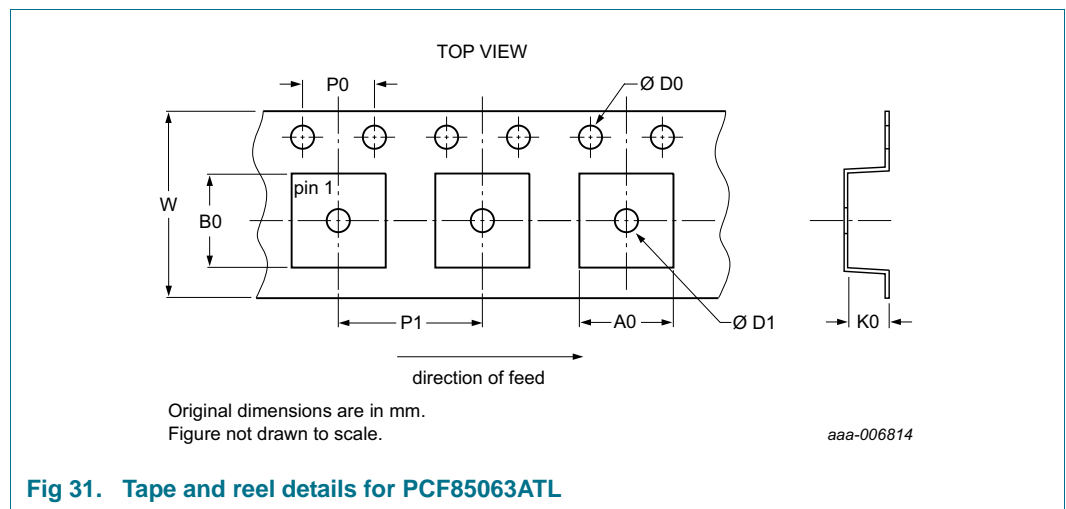 TOP VIEW
P0
Ø D0
W
B0
pin 1
P1
A0
Ø D1
K0
direction of feed
Original dimensions are in mm.
Figure not drawn to scale.
aaa-006814
Fig 31. Tape and reel details for PCF85063ATL